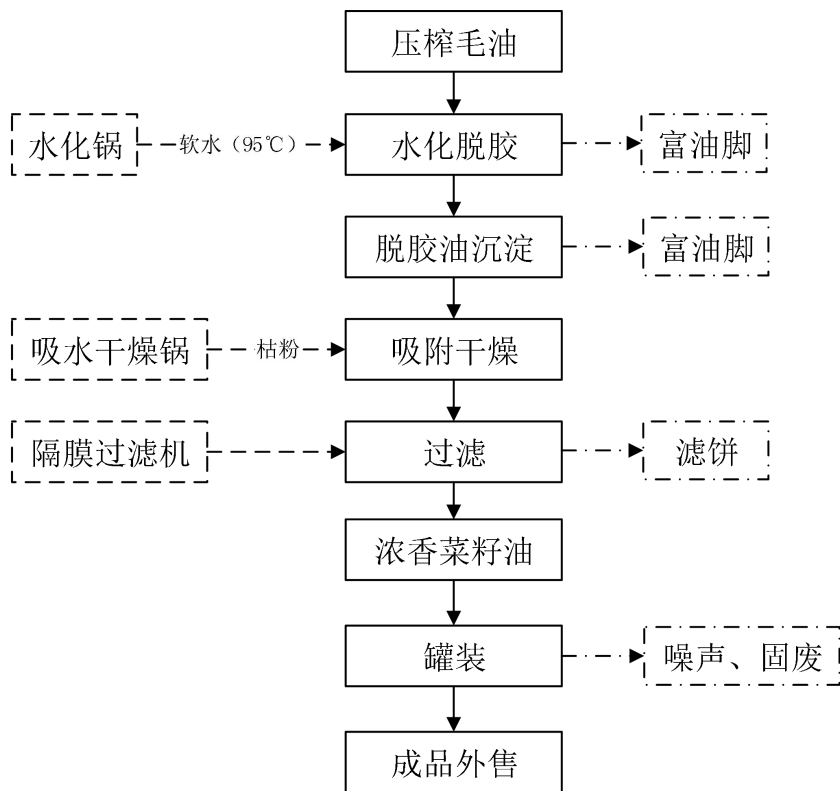 压榨毛油
水化锅
软水（95℃）
水化脱胶
富油脚
脱胶油沉淀
富油脚
吸水干燥锅
枯粉
吸附干燥
隔膜过滤机
过滤
滤饼
浓香菜籽油
罐装
噪声、固废
成品外售